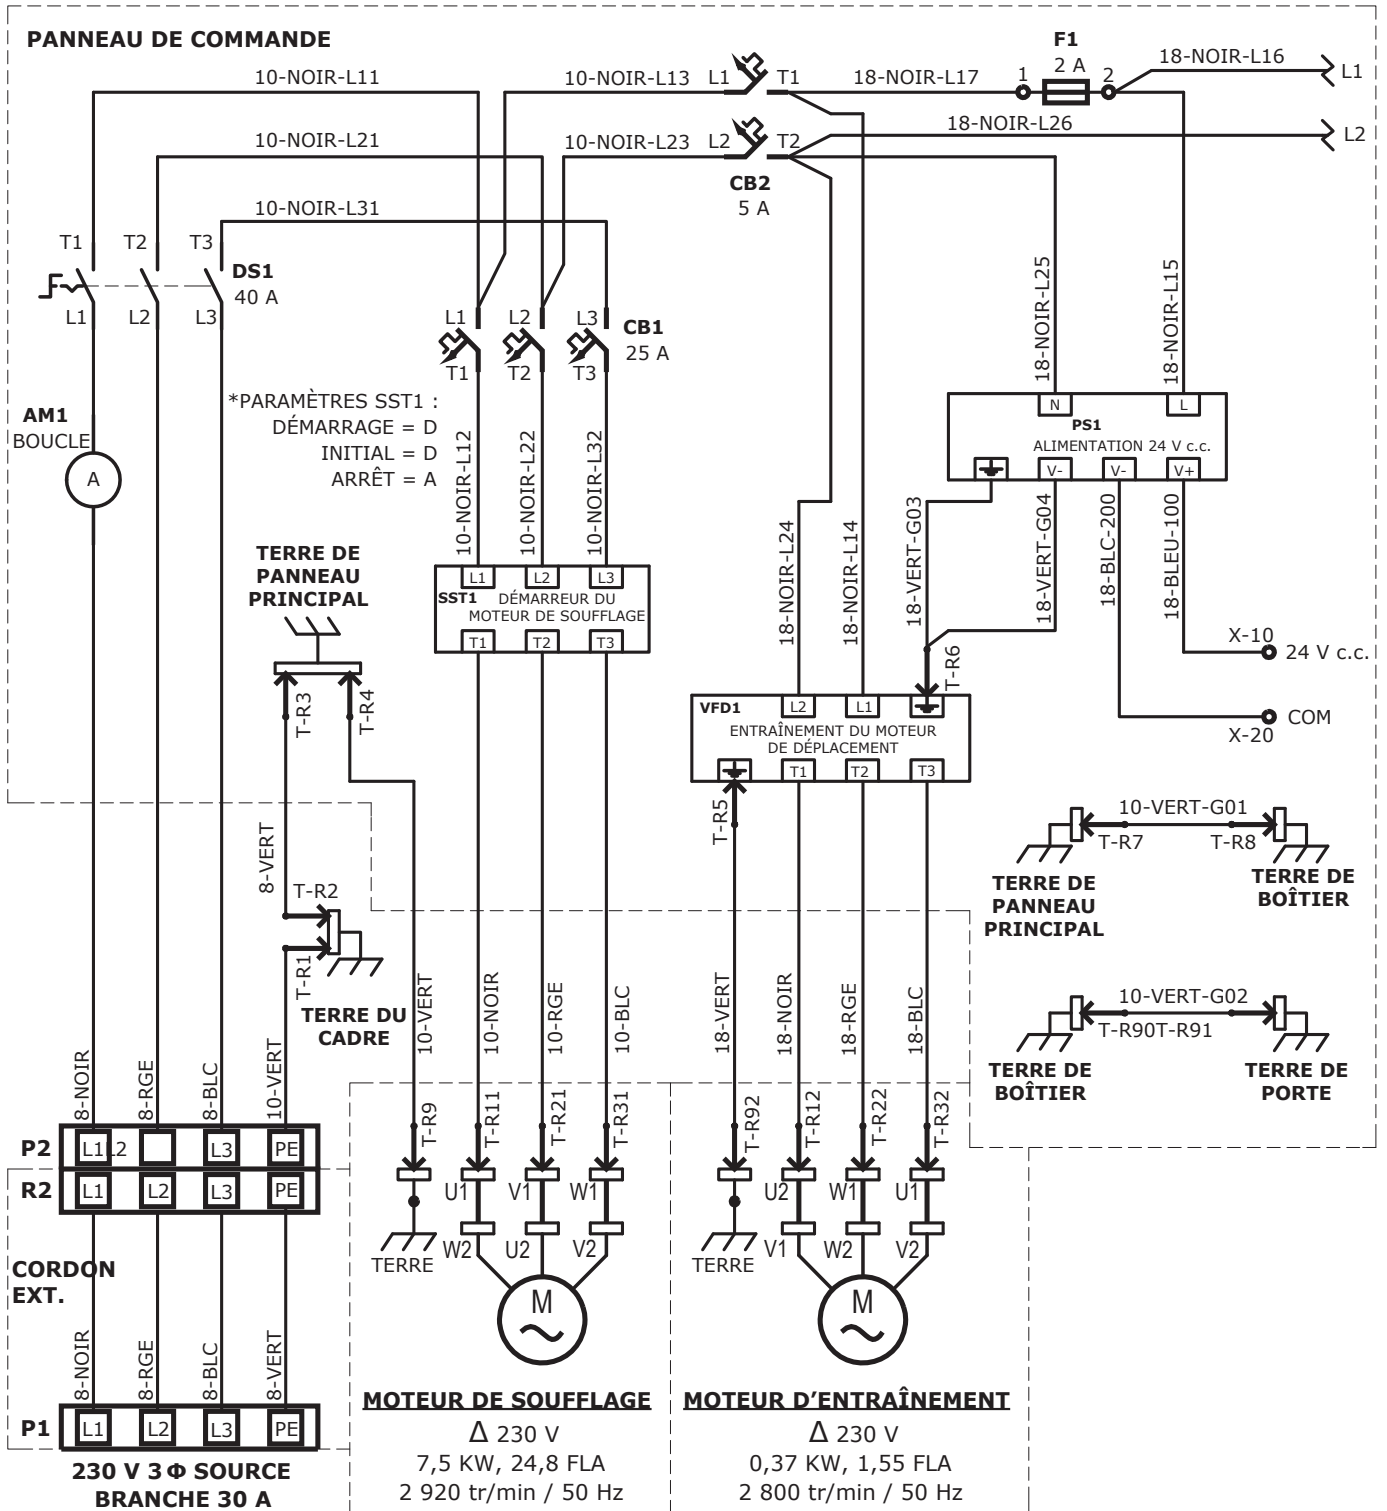 PANNEAU DE COMMANDE
10-NOIR-L11
10-NOIR-L13
L1
T1
18-NOIR-L17
F1
2 A
1
2
18-NOIR-L16
L1
10-NOIR-L21
10-NOIR-L23
L2
T2
18-NOIR-L26
L2
CB2
5 A
10-NOIR-L31
T1
T2
T3
DS1
40 A
L1
L2
L3
L1
L2
L3
CB1
25 A
T1
T2
T3
18-NOIR-L25
18-NOIR-L15
*PARAMÈTRES SST1 :
DÉMARRAGE = D
INITIAL = D
ARRÊT = A
AM1
BOUCLE
A
10-NOIR-L12
10-NOIR-L22
10-NOIR-L32
N
L
PS1
ALIMENTATION 24 V c.c.
V-
V-
V+
18-NOIR-L24
18-NOIR-L14
18-VERT-G03
18-VERT-G04
18-BLC-200
18-BLEU-100
TERRE DE
PANNEAU
PRINCIPAL
L1
L2
L3
SST1
DÉMARREUR DU
MOTEUR DE SOUFFLAGE
T1
T2
T3
X-10
24 V c.c.
COM
X-20
T-R3
T-R4
T-R6
VFD1
L2
L1
ENTRAÎNEMENT DU MOTEUR
DE DÉPLACEMENT
T1
T2
T3
T-R5
8-VERT
T-R2
T-R1
TERRE DU
CADRE
10-VERT-G01
T-R7
T-R8
TERRE DE
PANNEAU
PRINCIPAL
TERRE DE
BOÎTIER
10-VERT-G02
T-R90T-R91
TERRE DE
BOÎTIER
TERRE DE
PORTE
8-NOIR
8-RGE
8-BLC
10-VERT
10-VERT
10-NOIR
10-RGE
10-BLC
18-VERT
18-NOIR
18-RGE
18-BLC
P2
L1
L2
L3
PE
R2
L1
L2
L3
PE
T-R9
T-R11
T-R21
T-R31
T-R92
T-R12
T-R22
T-R32
U1
V1
W1
W2
U2
V2
TERRE
M
U2
W1
U1
V1
W2
V2
TERRE
M
CORDON
EXT.
8-NOIR
8-RGE
8-BLC
8-VERT
P1
L1
L2
L3
PE
230 V 3 Φ SOURCE
BRANCHE 30 A
MOTEUR DE SOUFFLAGE
Δ 230 V
7,5 KW, 24,8 FLA
2 920 tr/min / 50 Hz
MOTEUR D'ENTRAÎNEMENT
Δ 230 V
0,37 KW, 1,55 FLA
2 800 tr/min / 50 Hz